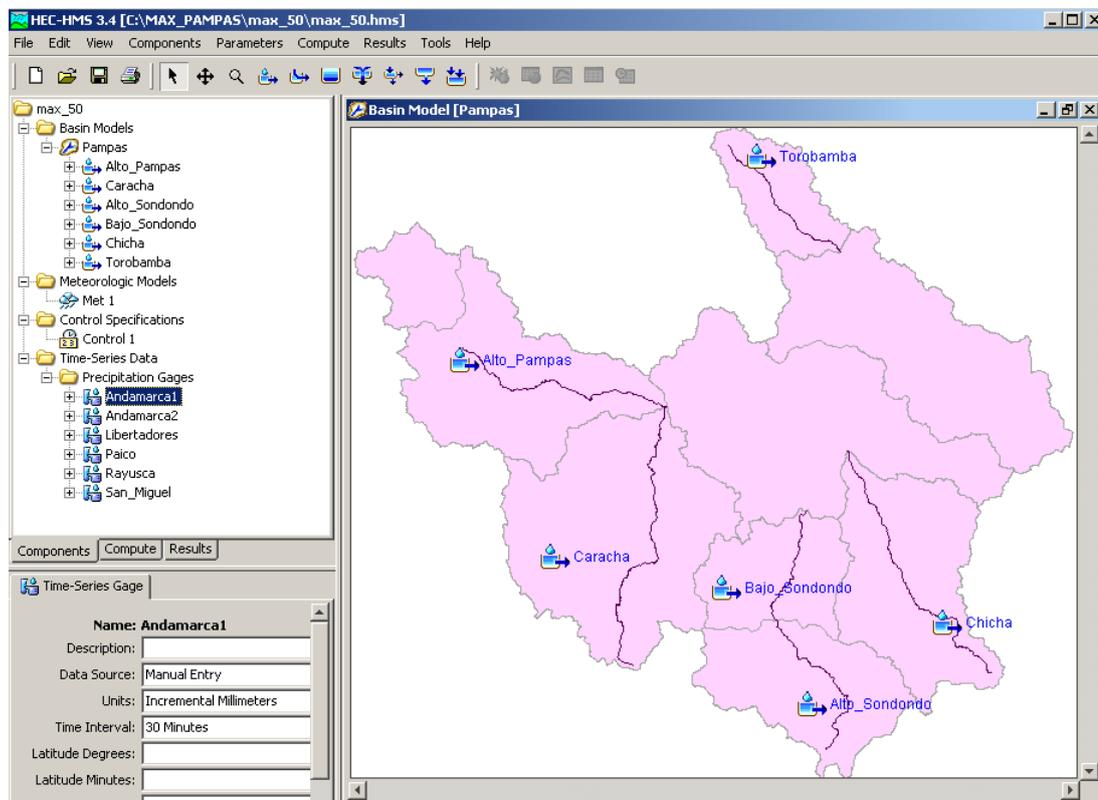 HEC-HMS 3.4 [C:\MAX_PAMPAS\max_50\max_50.hms]
File Edit View Components Parameters Compute Results Tools Help
max_50
Basin Models
Pampas
Alto_Pampas
Caracha
Alto_Sondondo
Bajo_Sondondo
Chicha
Torobamba
Meteorologic Models
Met 1
Control Specifications
Control 1
Time-Series Data
Precipitation Gages
Andamarca1
Andamarca2
Libertadores
Paico
Rayusca
San_Miguel
Components Compute Results
Time-Series Gage
Name: Andamarca1
Description:
Data Source: Manual Entry
Units: Incremental Millimeters
Time Interval: 30 Minutes
Latitude Degrees:
Latitude Minutes:
Basin Model [Pampas]
Torobamba
Alto_Pampas
Caracha
Bajo_Sondondo
Chicha
Alto_Sondondo